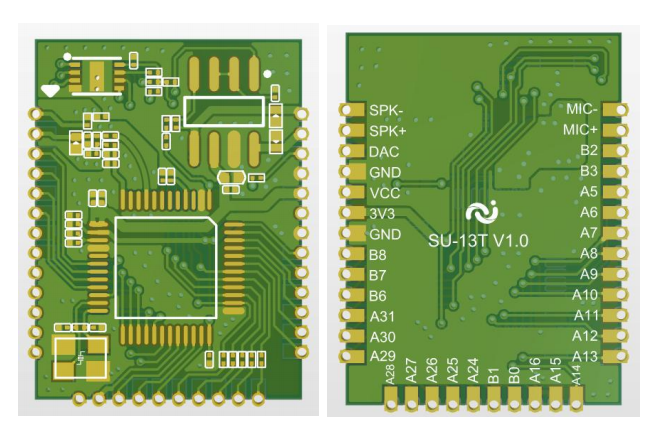 SPK-
SPK+
DAC
GND
VCC
3V3
GND
B8
B7
B6
A31
A30
A29
MIC-
MIC+
B2
B3
A5
A6
A7
A8
A9
A10
A11
A12
A13
SU-13T V1.0
A28
A27
A26
A25
A24
B1
B0
A16
A15
A14